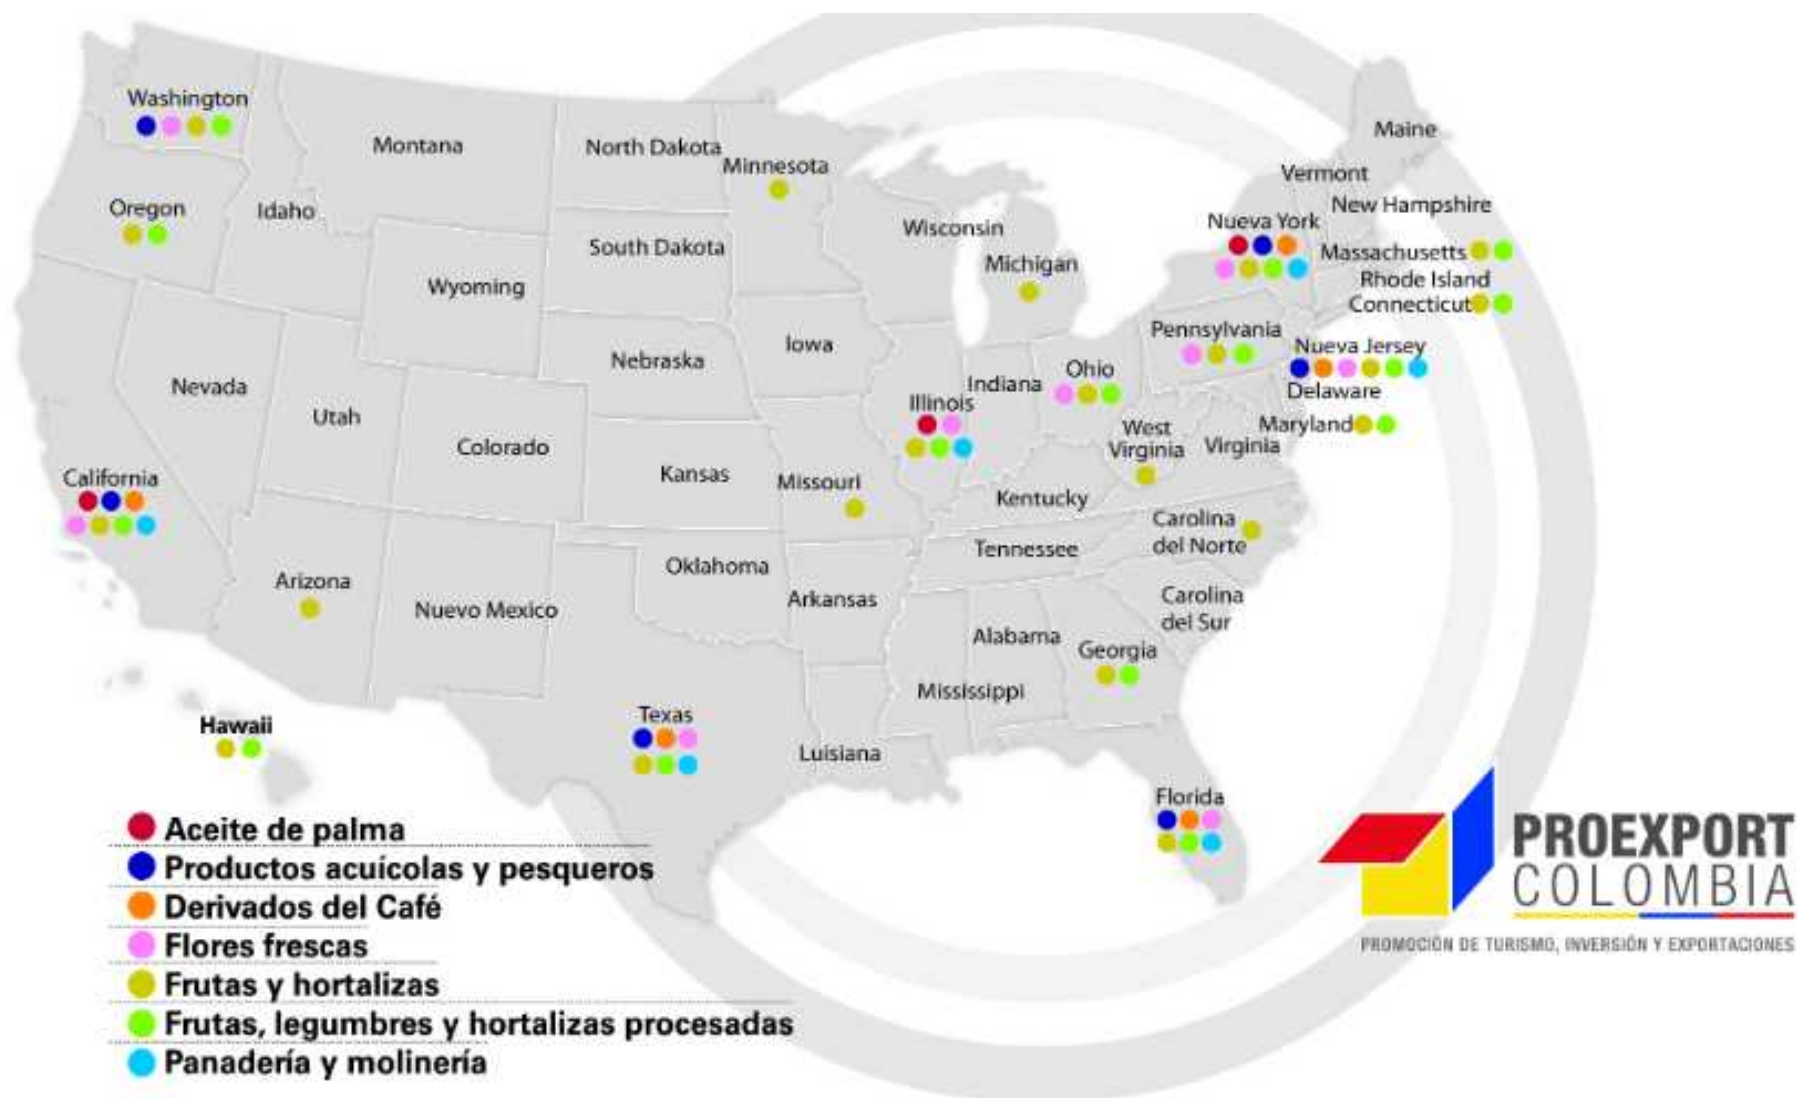 Washington
Montana
North Dakota
Minnesota
Maine
Vermont
Oregon
Idaho
New Hampshire
Nueva York
Wisconsin
South Dakota
Massachusetts
Michigan
Rhode Island
Wyoming
Connecticut
Pennsylvania
Nueva Jersey
Iowa
Nebraska
Ohio
Indiana
Nevada
Delaware
Illinois
Utah
Maryland
West
Virginia
Virginia
Colorado
Kansas
California
Missouri
Kentucky
Carolina
del Norte
Tennessee
Oklahoma
Arizona
Arkansas
Carolina
del Sur
Nuevo Mexico
Alabama
Georgia
Mississippi
Texas
Hawaii
Luisiana
Florida
Aceite de palma
Productos acuícolas y pesqueros
Derivados del Café
Flores frescas
Frutas y hortalizas
Frutas, legumbres y hortalizas procesadas
Panadería y molinería
PROEXPORT
COLOMBIA
PROMOCIÓN DE TURISMO, INVERSIÓN Y EXPORTACIONES